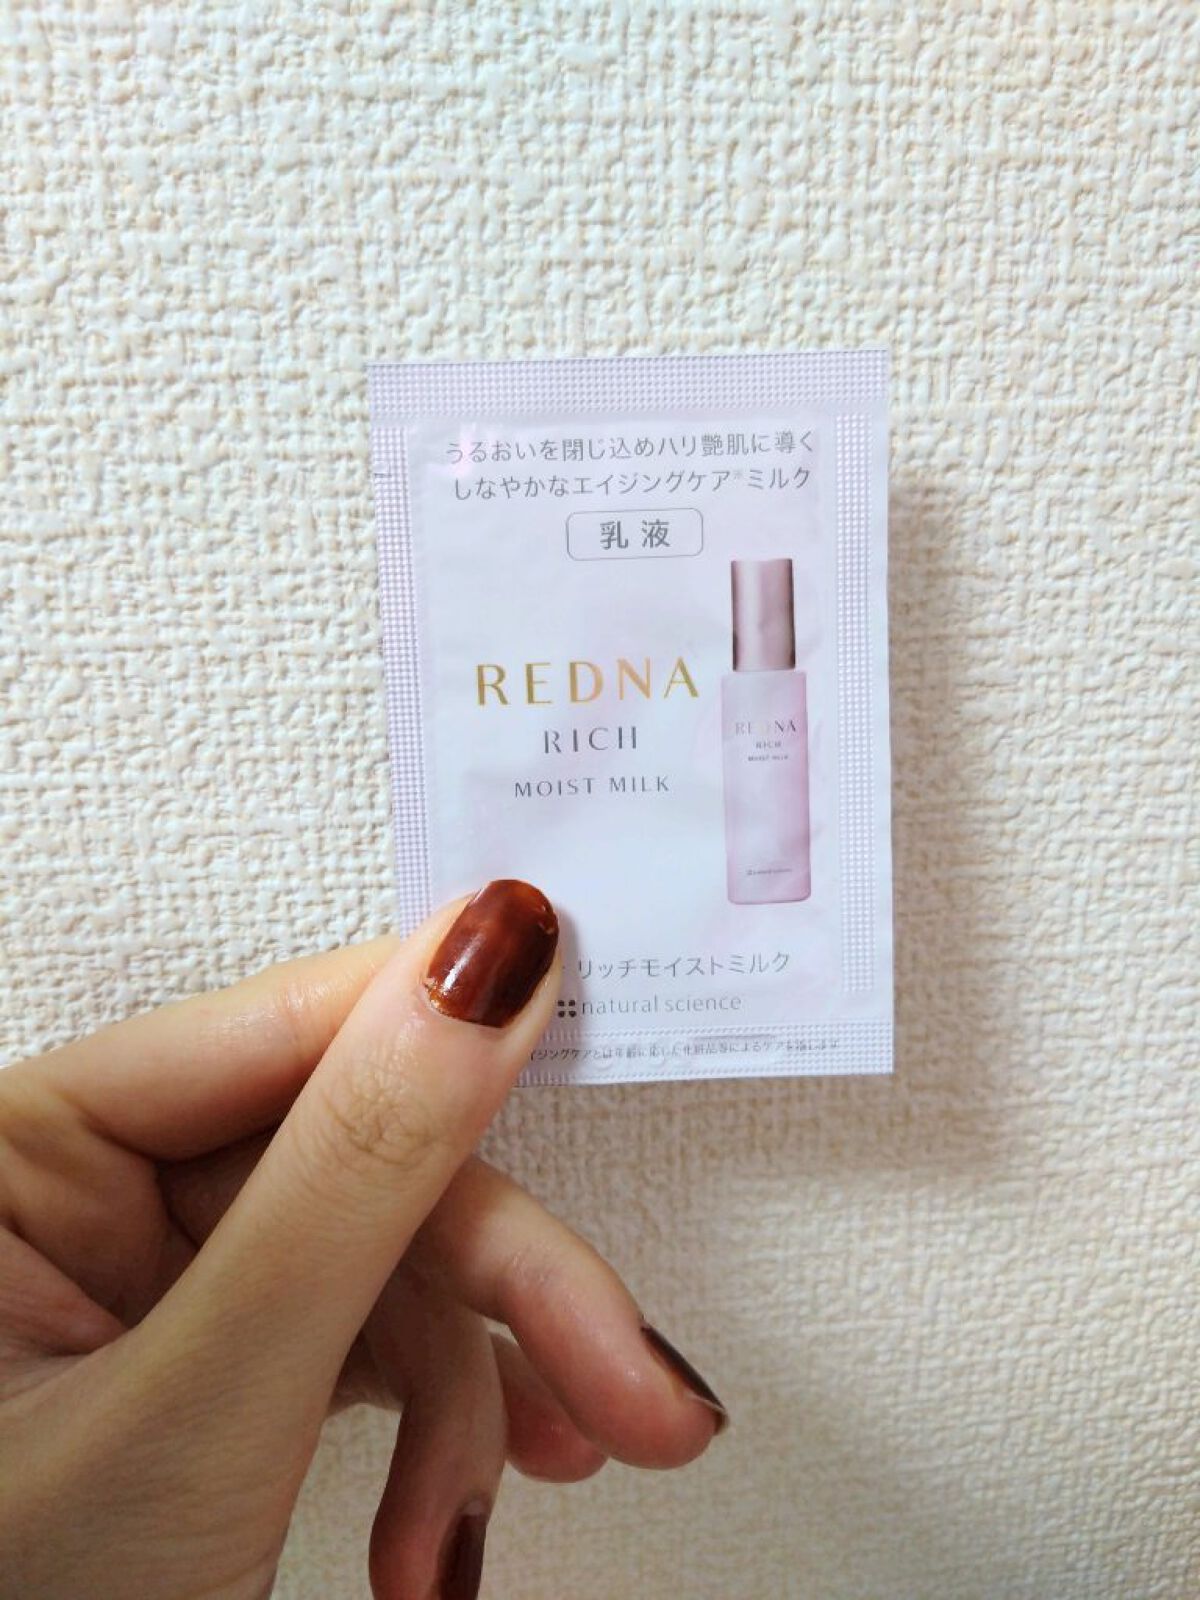 うるおいを閉じ込めハリ艶肌に導く
しなやかなエイジングケア※ミルク
乳液
REDNA
RICH
MOIST MILK
REDNA
RICH
MOIST MILK
リッチモイストミルク
natural science